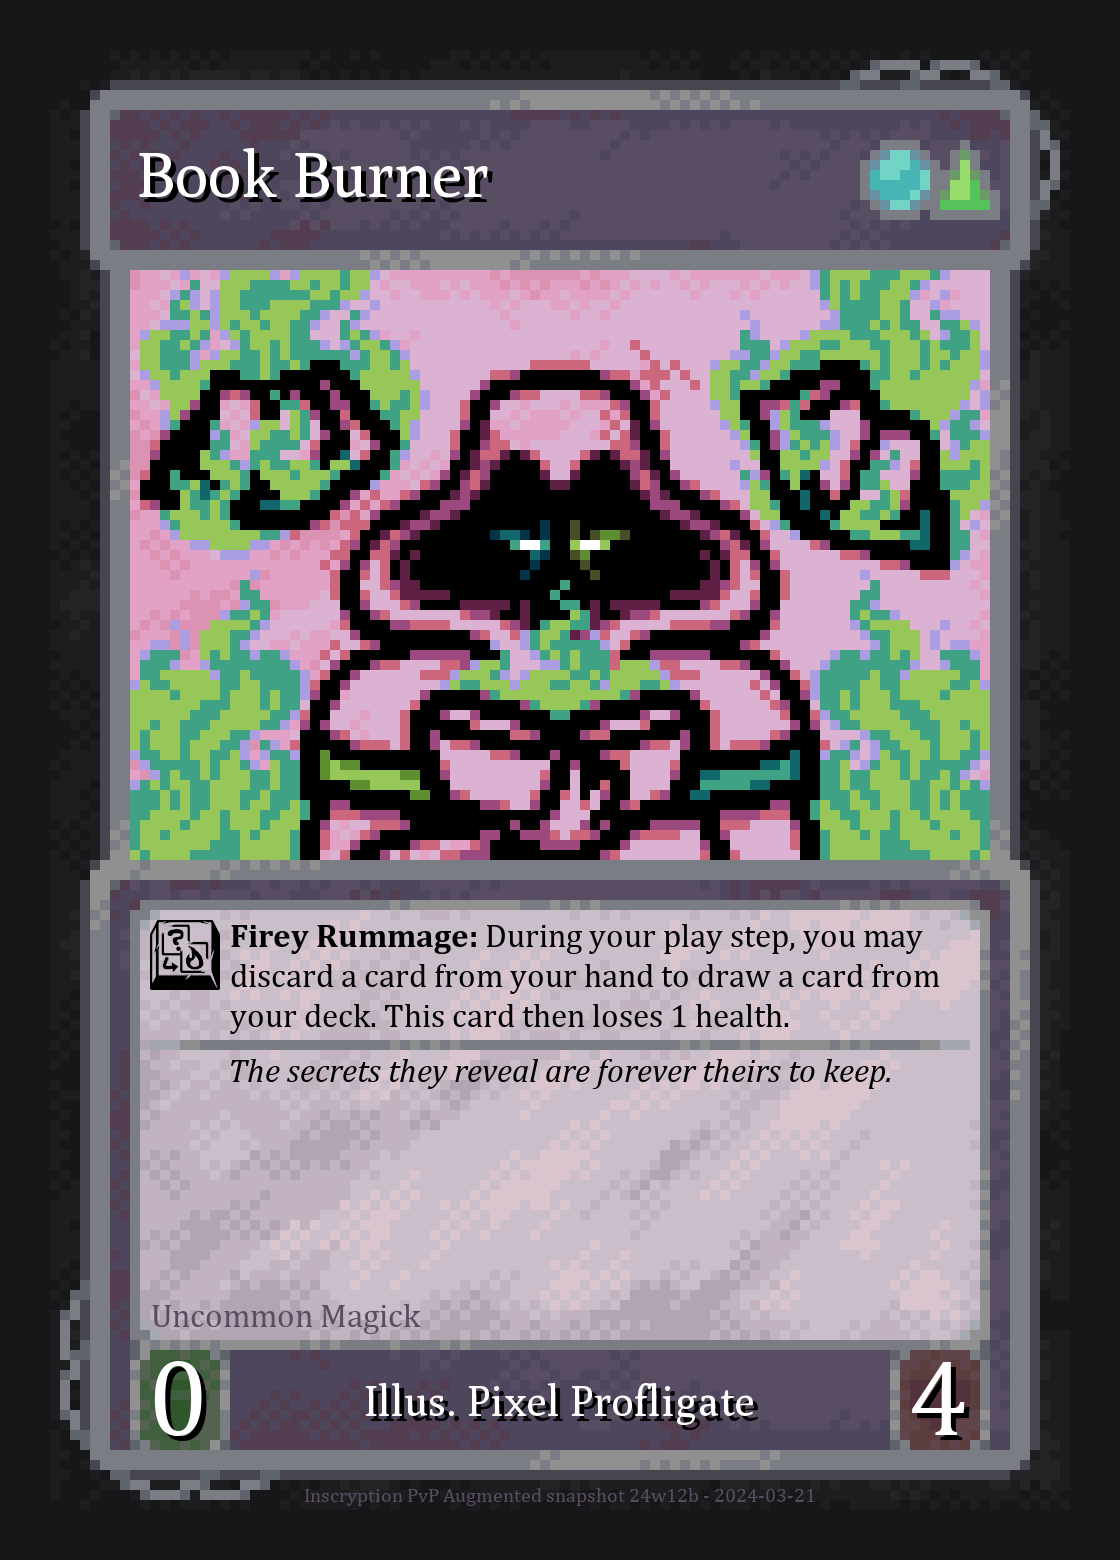 Book Burner
Firey Rummage: During your play step, you may
discard a card from your hand to draw a card from
your deck. This card then loses 1 health.
The secrets they reveal are forever theirs to keep.
Uncommon Magick
0
Illus. Pixel Profligate
4
Inscryption PvP Augmented snapshot 24w12b - 2024-03-21